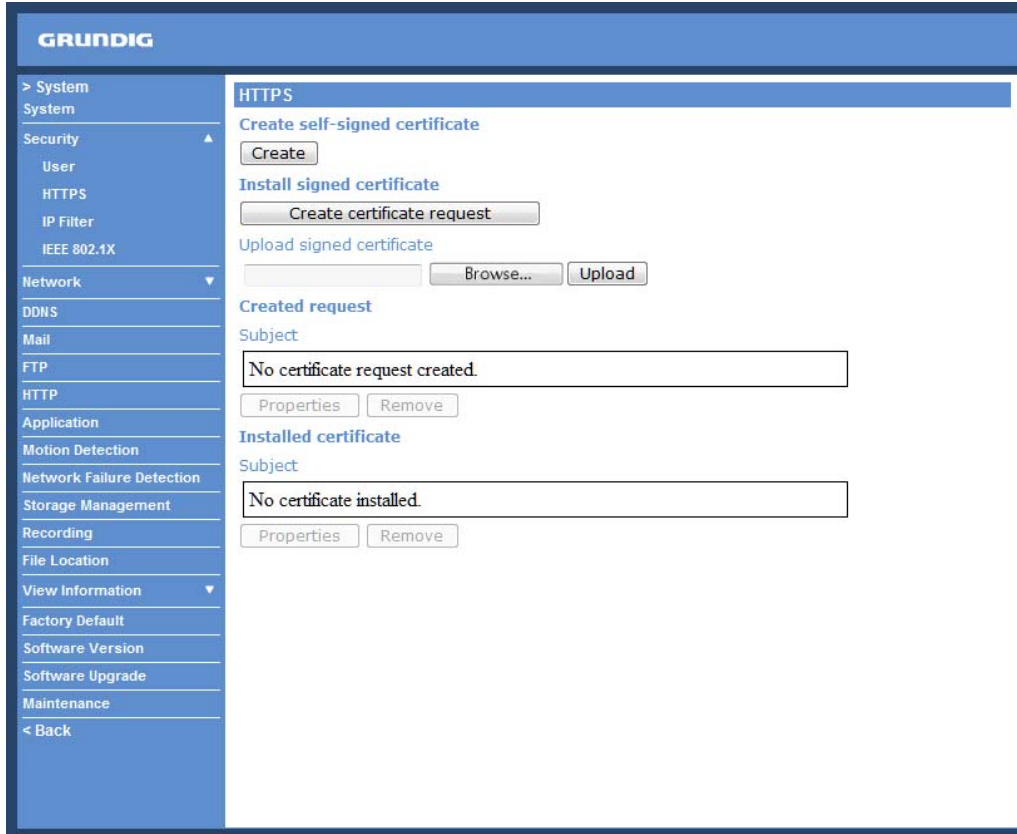 GRUNDIG
> System
System
Security
User
HTTPS
IP Filter
IEEE 802.1X
Network
DDNS
Mail
FTP
HTTP
Application
Motion Detection
Network Failure Detection
Storage Management
Recording
File Location
View Information
Factory Default
Software Version
Software Upgrade
Maintenance
< Back
HTTPS
Create self-signed certificate
Create
Install signed certificate
Create certificate request
Upload signed certificate
Browse... Upload
Created request
Subject
No certificate request created.
Properties Remove
Installed certificate
Subject
No certificate installed.
Properties Remove